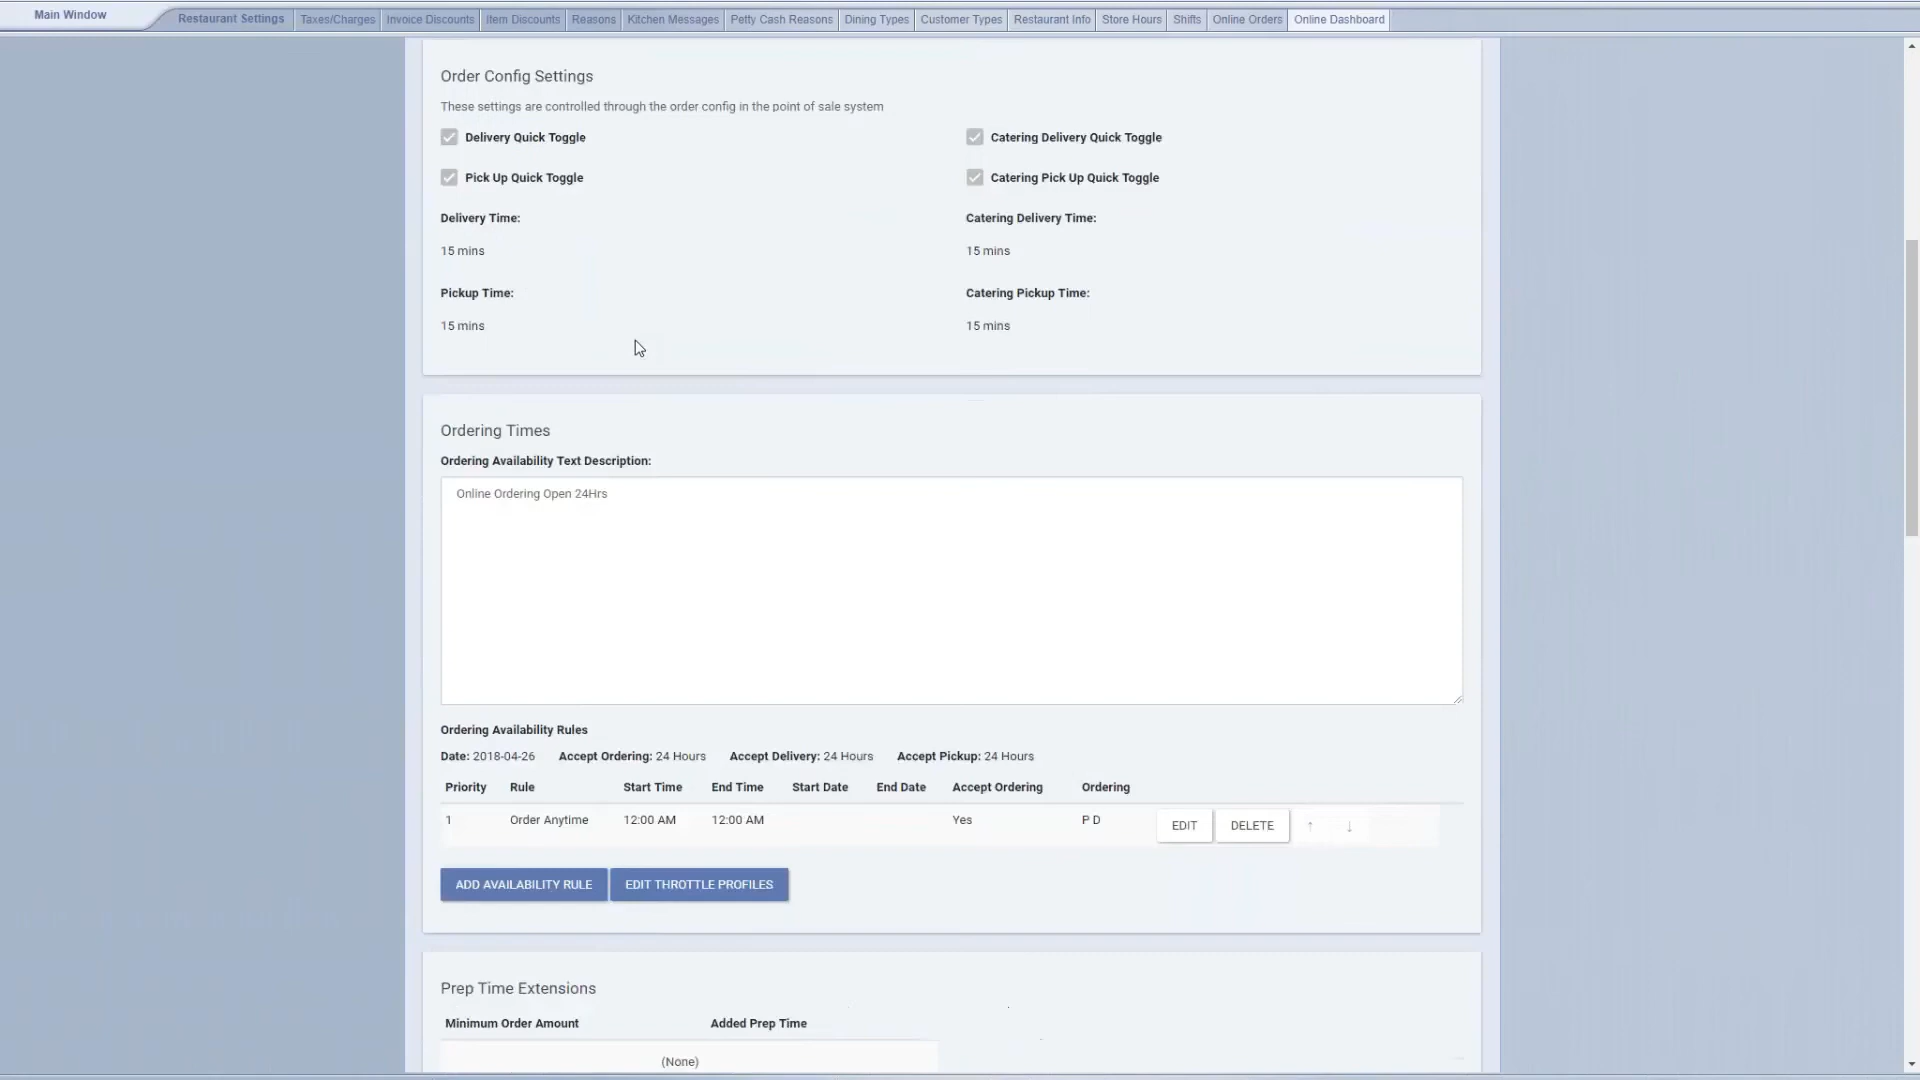 Main Window Restaurant Settings Taxes/Charges Invoice Discounts Item Discounts Reasons Kitchen Messages Petty Cash Reasons Dining Types Customer Types Restaurant Info Store Hours Shifts Online Orders Online Dashboard
Order Config Settings
These settings are controlled through the order config in the point of sale system
Delivery Quick Toggle Catering Delivery Quick Toggle
Pick Up Quick Toggle Catering Pick Up Quick Toggle
Delivery Time: Catering Delivery Time:
15 mins 15 mins
Pickup Time: Catering Pickup Time:
15 mins 15 mins
Ordering Times
Ordering Availability Text Description:
Online Ordering Open 24Hrs
Ordering Availability Rules
Date: 2018-04-26 Accept Ordering: 24 Hours Accept Delivery: 24 Hours Accept Pickup: 24 Hours
Priority Rule Start Time End Time Start Date End Date Accept Ordering Ordering
1 Order Anytime 12:00 AM 12:00 AM Yes P D EDIT DELETE ↑ ↓
ADD AVAILABILITY RULE EDIT THROTTLE PROFILES
Prep Time Extensions
Minimum Order Amount Added Prep Time
(None)